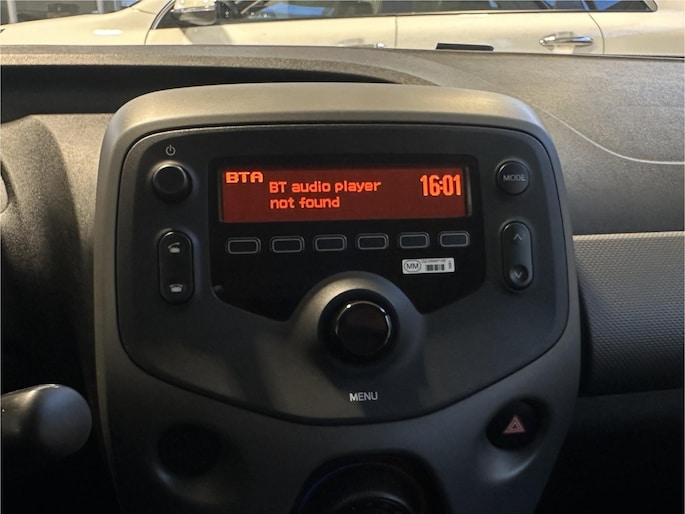 BTA
BT audio player
not found
16:01
MODE
MM
MENU